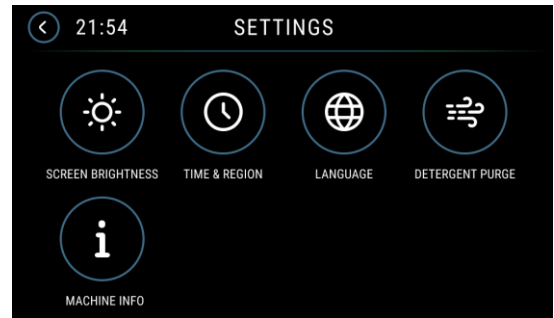 21:54 SETTINGS
SCREEN BRIGHTNESS TIME & REGION LANGUAGE DETERGENT PURGE
MACHINE INFO